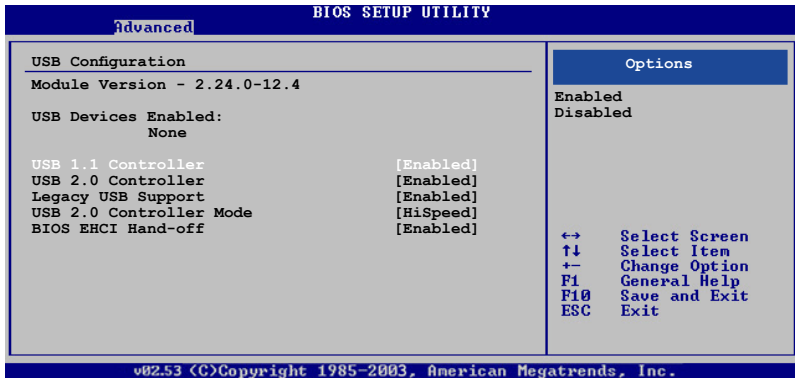 BIOS SETUP UTILITY
Advanced
USB Configuration
Module Version - 2.24.0-12.4
USB Devices Enabled:
None
USB 1.1 Controller [Enabled]
USB 2.0 Controller [Enabled]
Legacy USB Support [Enabled]
USB 2.0 Controller Mode [HiSpeed]
BIOS EHCI Hand-off [Enabled]
Options
Enabled
Disabled
←→ Select Screen
↑↓ Select Item
+- Change Option
F1 General Help
F10 Save and Exit
ESC Exit
v02.53 (C)Copyright 1985-2003, American Megatrends, Inc.